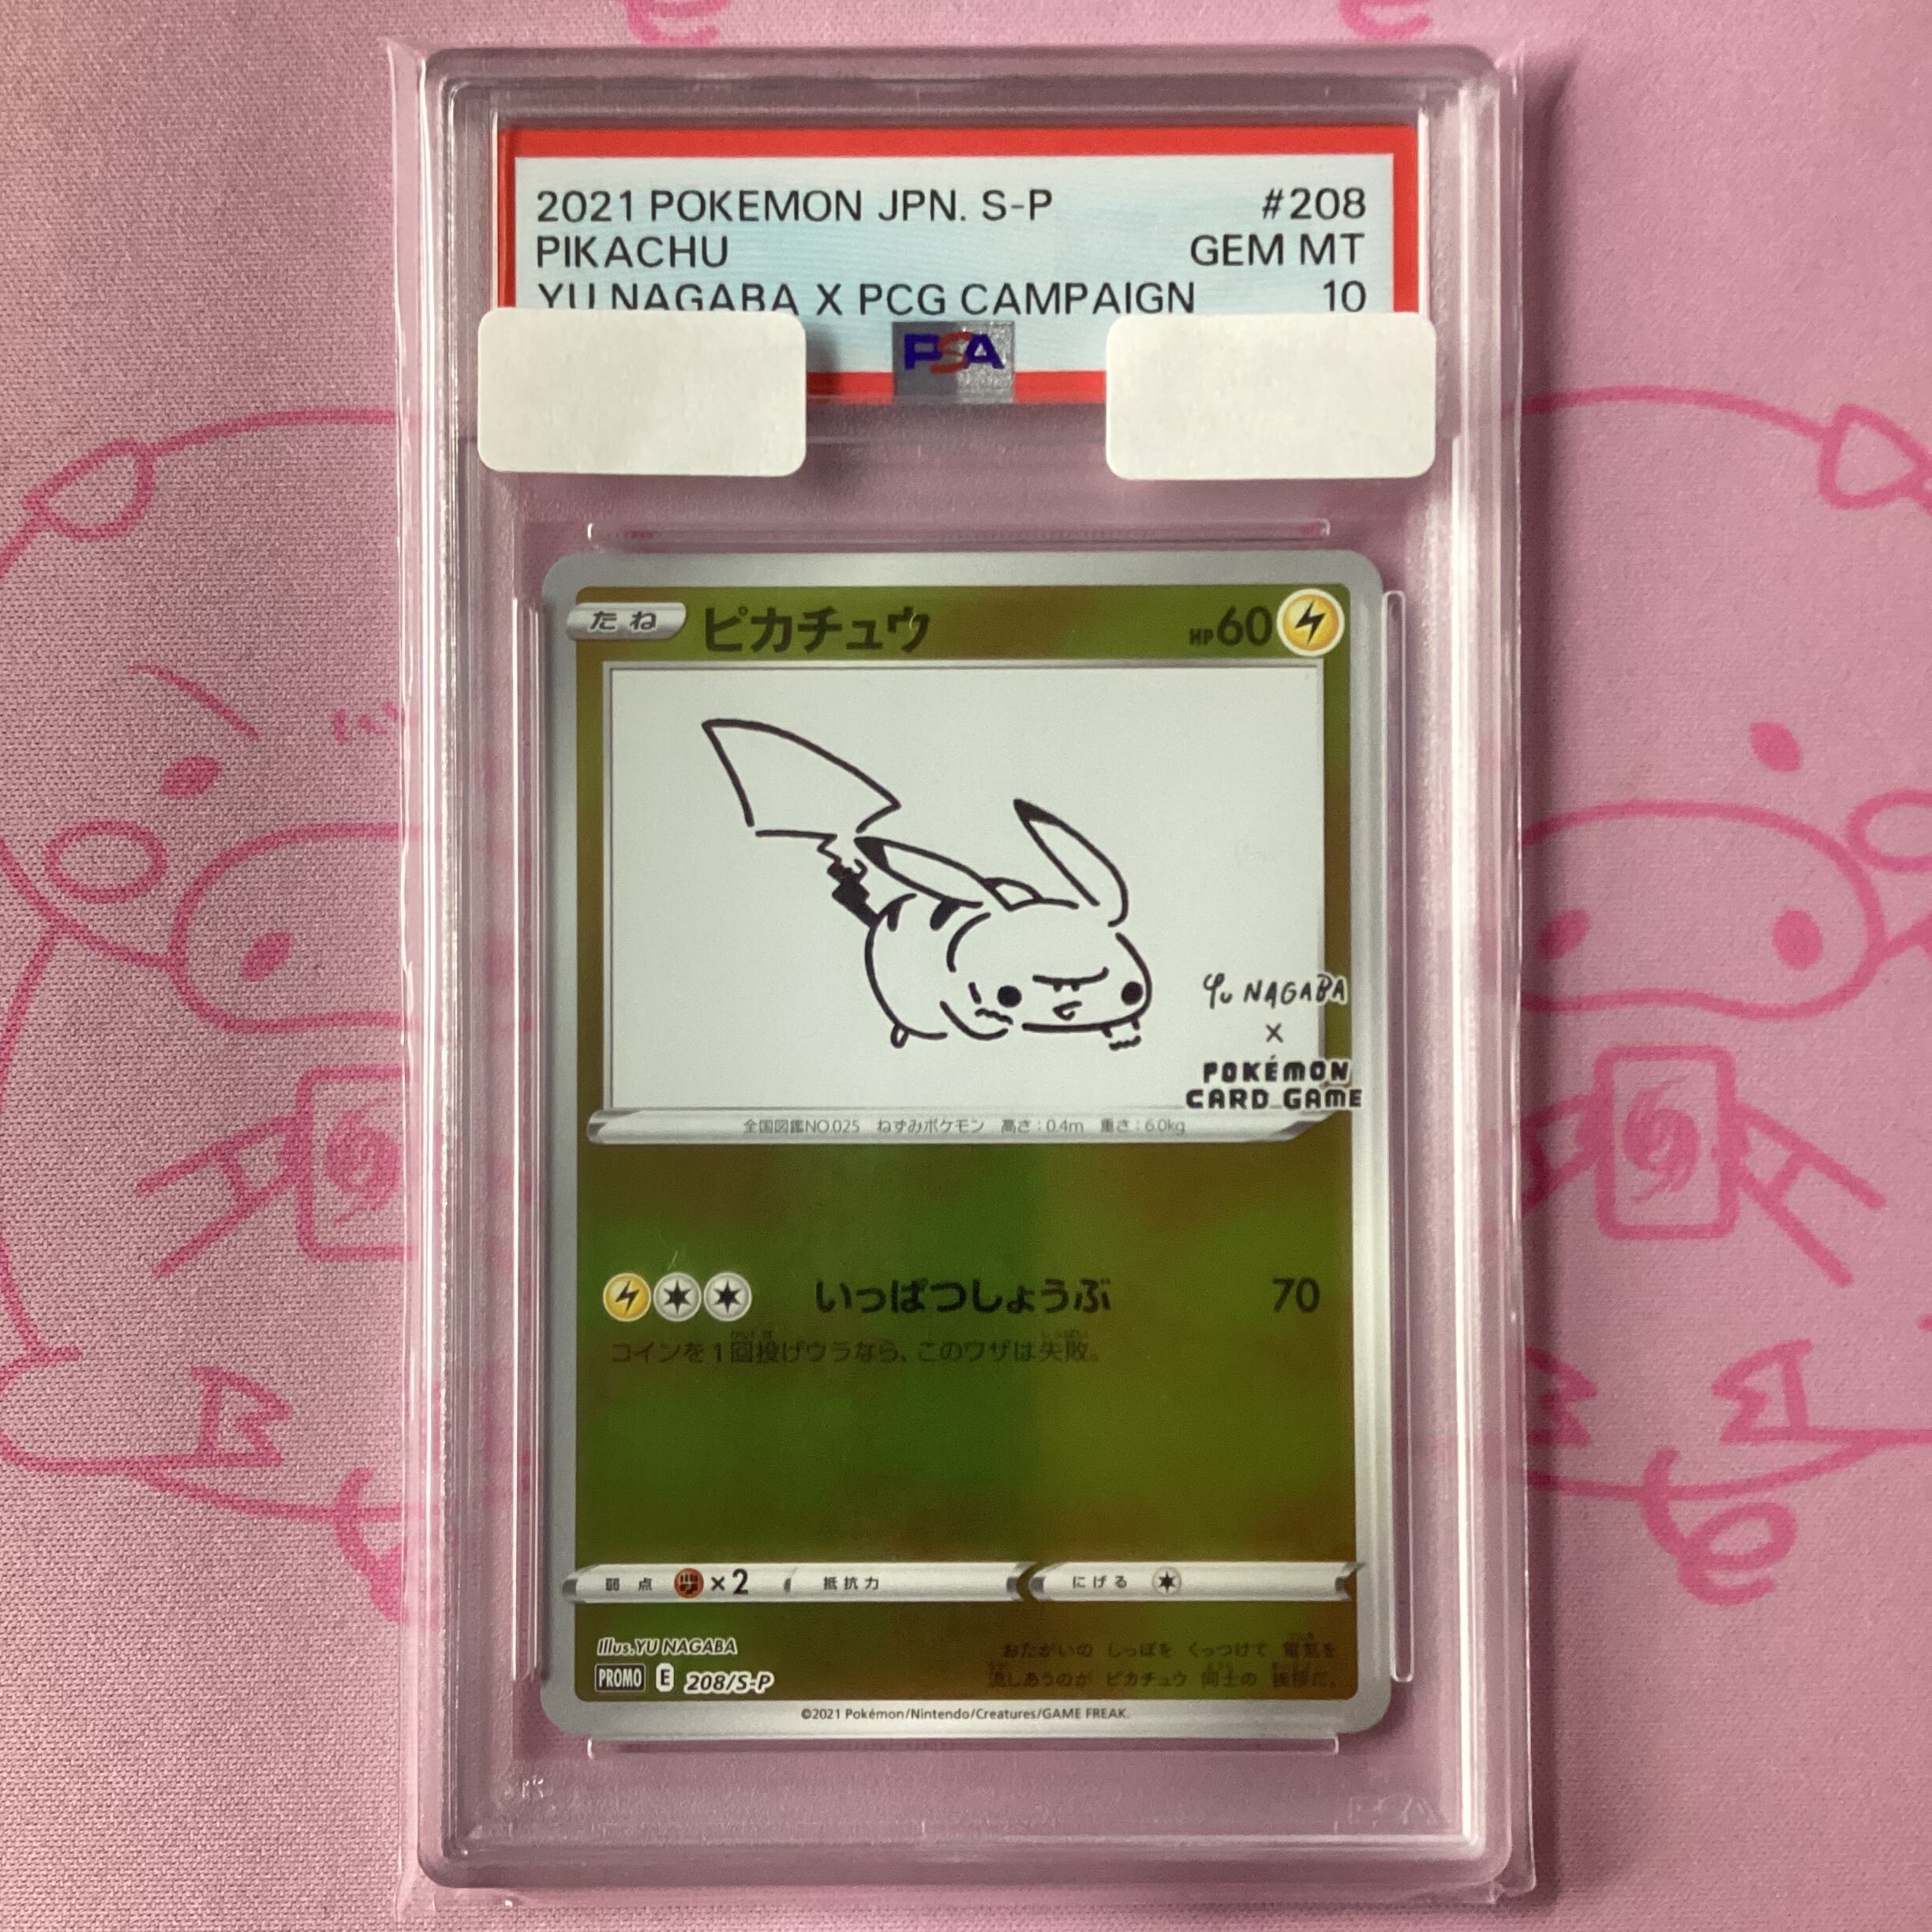 2021 POKEMON JPN. S-P #208
PIKACHU GEM MT
YU NAGABA X PCG CAMPAIGN 10
PSA
たね ピカチュウ HP60
Yu NAGABA
X
POKÉMON
CARD GAME
全国図鑑NO.025 ねずみポケモン 高さ:0.4m 重さ:6.0kg
いっぱつしょうぶ 70
コインを1回投げウラなら、このワザは失敗。
弱点 ×2 抵抗力 にげる
Illus.YU NAGABA
PROMO E 208/S-P
おたがいの しっぽを くっつけて 電気を
流しあうのが ピカチュウ 同士の 挨拶だ。
©2021 Pokémon/Nintendo/Creatures/GAME FREAK.